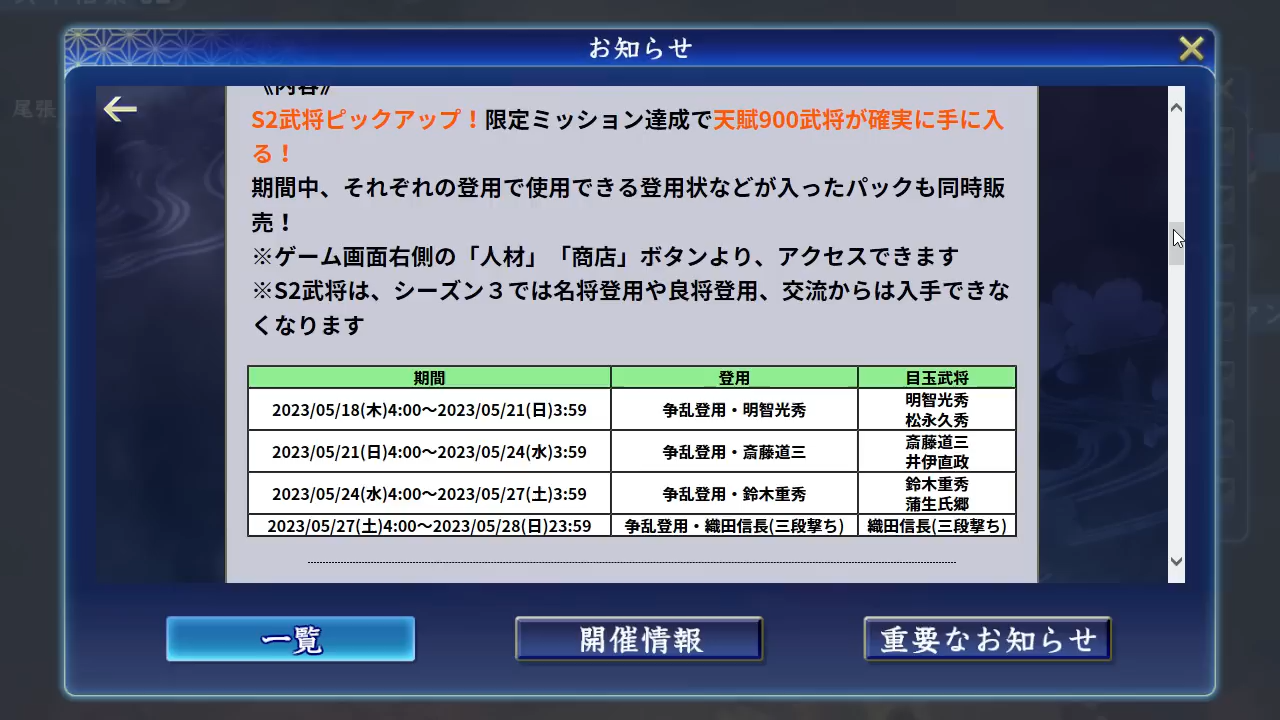 お知らせ
尾張
《内容》
S2武将ピックアップ！限定ミッション達成で天賦900武将が確実に手に入
る！
期間中、それぞれの登用で使用できる登用状などが入ったパックも同時販
売！
※ゲーム画面右側の「人材」「商店」ボタンより、アクセスできます
※S2武将は、シーズン３では名将登用や良将登用、交流からは入手できな
くなります
期間 登用 目玉武将
2023/05/18(木)4:00～2023/05/21(日)3:59 争乱登用・明智光秀 明智光秀
松永久秀
2023/05/21(日)4:00～2023/05/24(水)3:59 争乱登用・斎藤道三 斎藤道三
井伊直政
2023/05/24(水)4:00～2023/05/27(土)3:59 争乱登用・鈴木重秀 鈴木重秀
蒲生氏郷
2023/05/27(土)4:00～2023/05/28(日)23:59 争乱登用・織田信長(三段撃ち) 織田信長(三段撃ち)
一覧 開催情報 重要なお知らせ